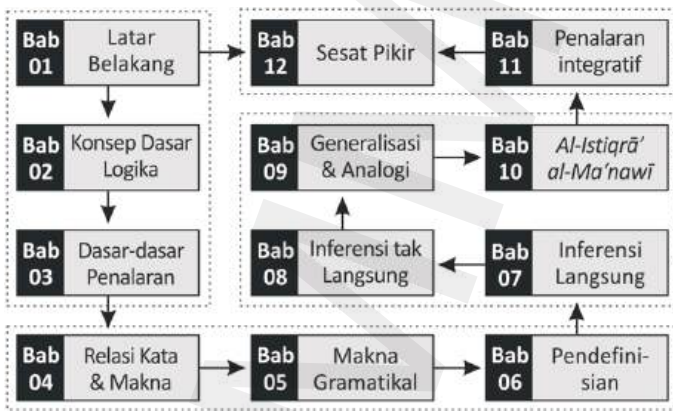 Bab 01
Latar
Belakang
Bab 12
Sesat Pikir
Bab 11
Penalaran
integratif
Bab 02
Konsep Dasar
Logika
Bab 09
Generalisasi
& Analogi
Bab 10
Al-Istiqrā’
al-Ma’nawī
Bab 03
Dasar-dasar
Penalaran
Bab 08
Inferensi tak
Langsung
Bab 07
Inferensi
Langsung
Bab 04
Relasi Kata
& Makna
Bab 05
Makna
Gramatikal
Bab 06
Pendefini-
sian